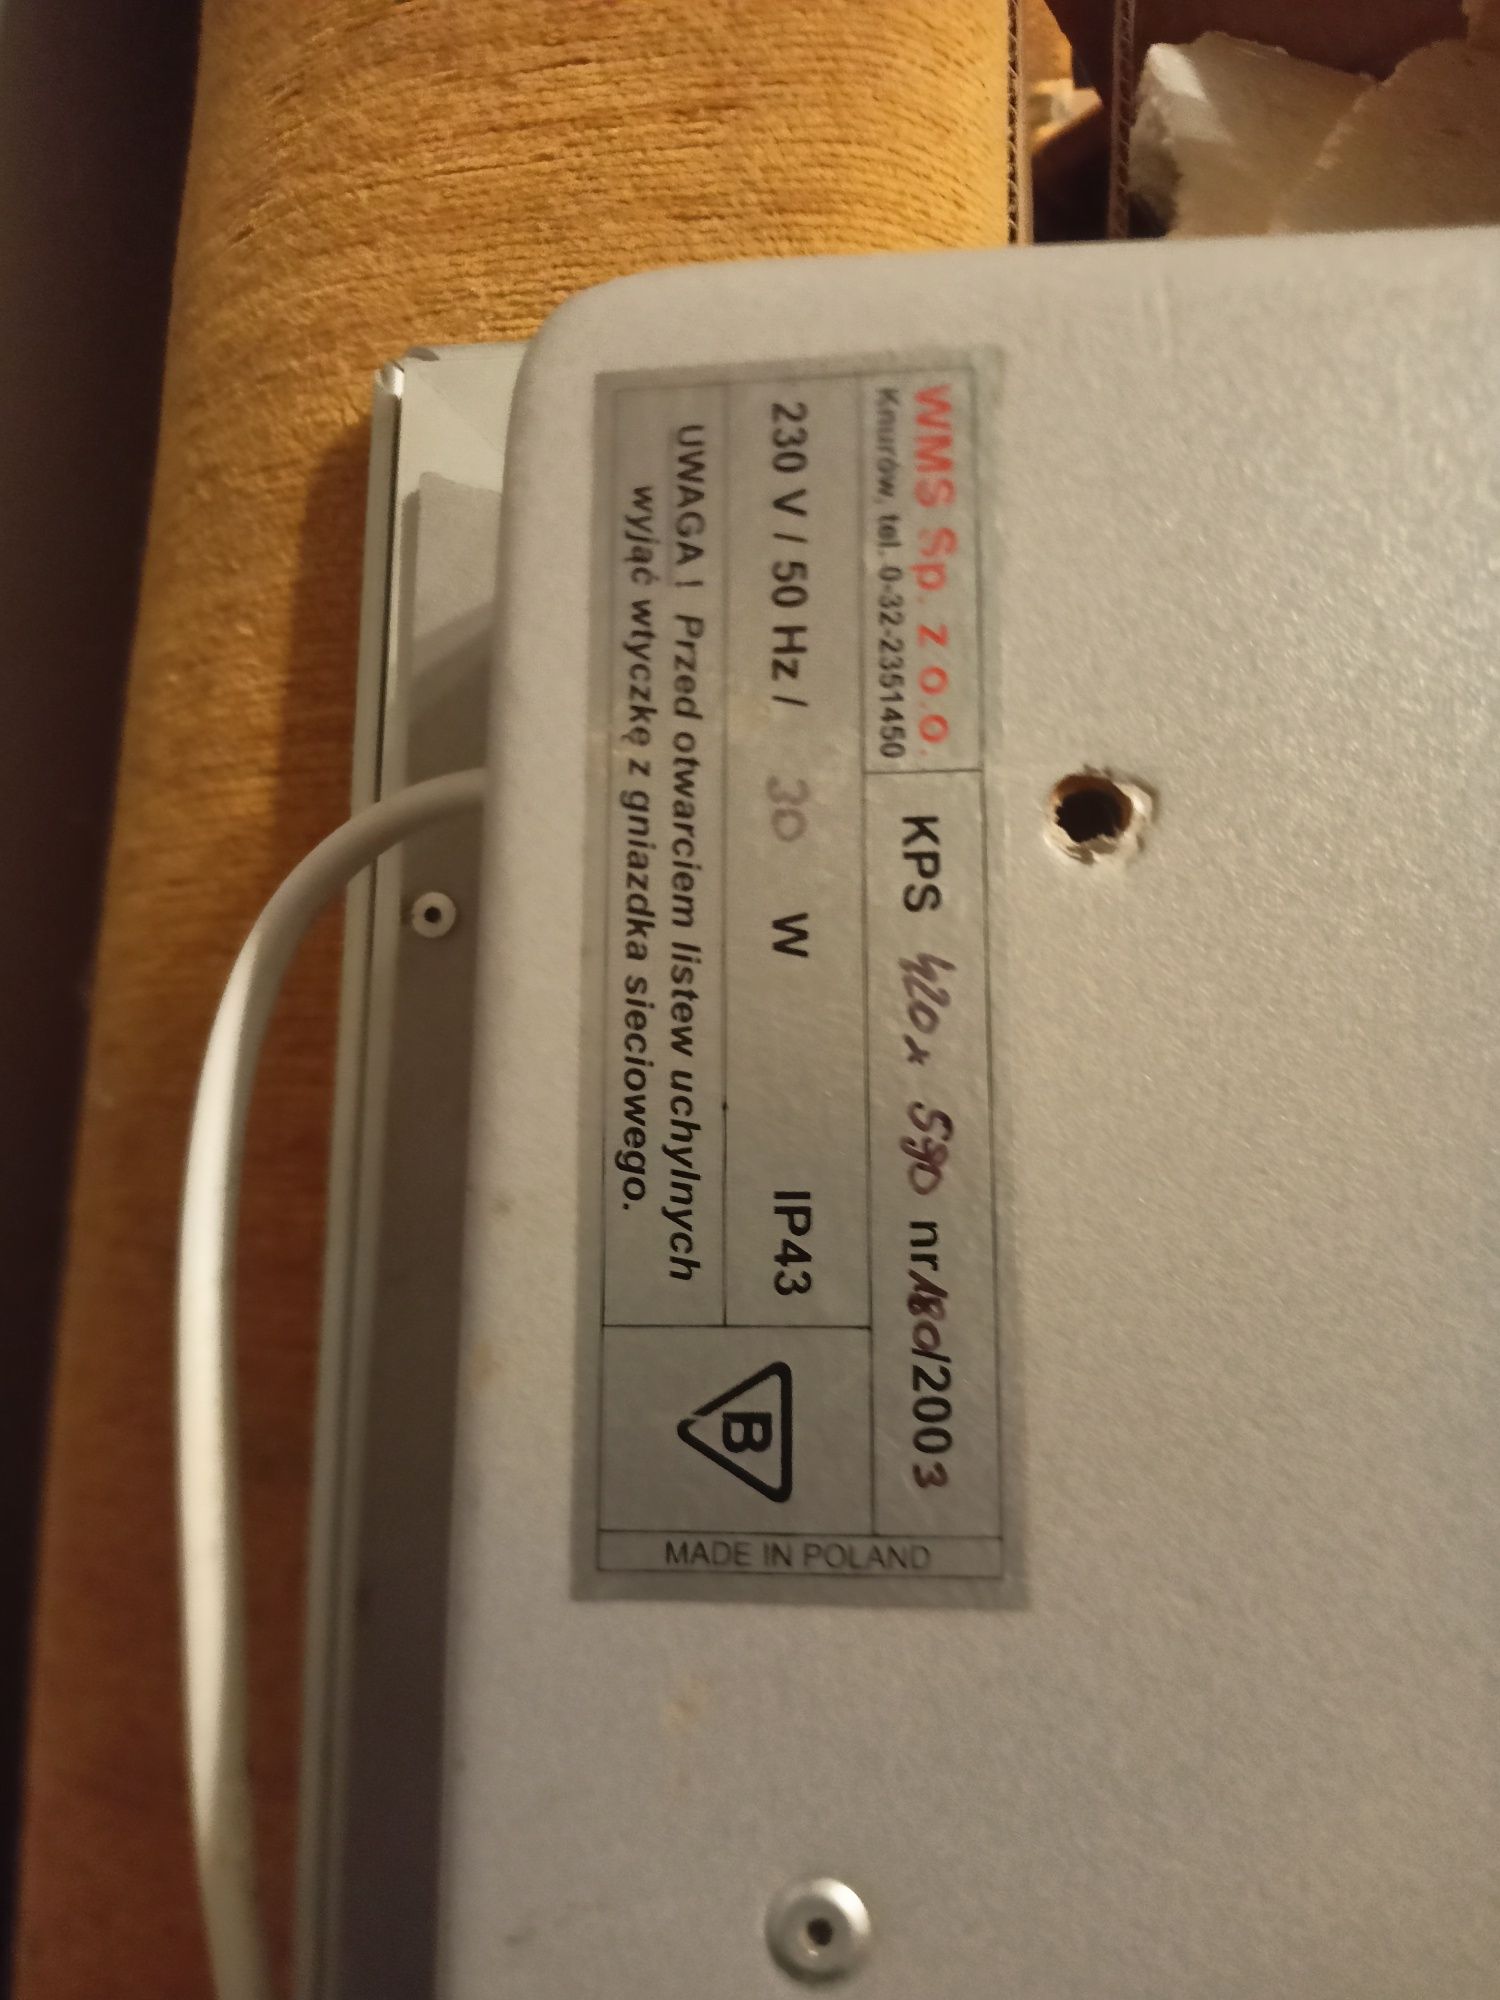 WMS Sp. z o.o.
Knurów, tel. 0-32-2351450
KPS 420x 590 nr 180/2003
230 V / 50 Hz / 30 W IP43
UWAGA ! Przed otwarciem listew uchylnych
wyjąć wtyczkę z gniazdka sieciowego.
B
MADE IN POLAND